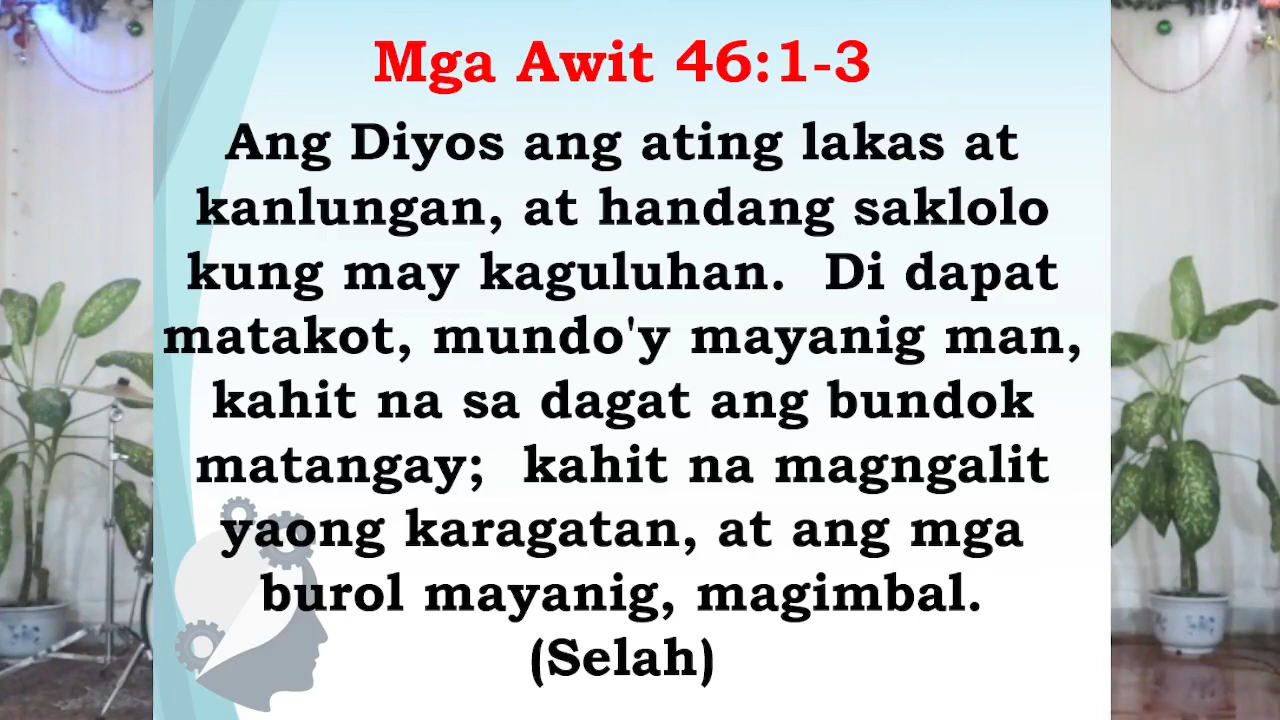 Mga Awit 46:1-3
Ang Diyos ang ating lakas at
kanlungan, at handang saklolo
kung may kaguluhan.  Di dapat
matakot, mundo'y mayanig man,
kahit na sa dagat ang bundok
matangay;  kahit na magngalit
yaong karagatan, at ang mga
burol mayanig, magimbal.
(Selah)